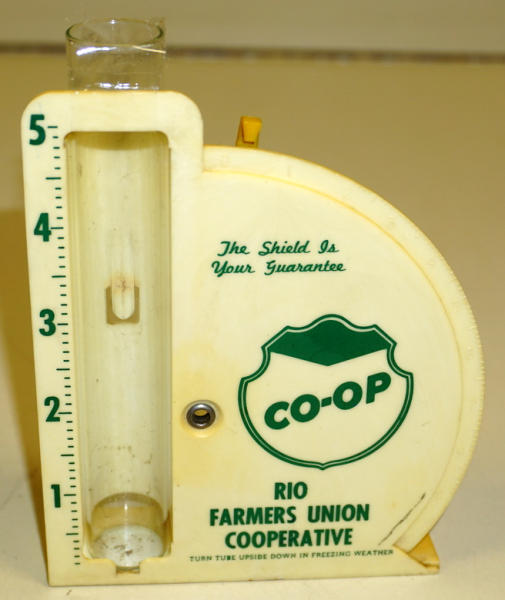 5
4
3
2
1
The Shield Is
Your Guarantee
CO-OP
RIO
FARMERS UNION
COOPERATIVE
TURN TUBE UPSIDE DOWN IN FREEZING WEATHER